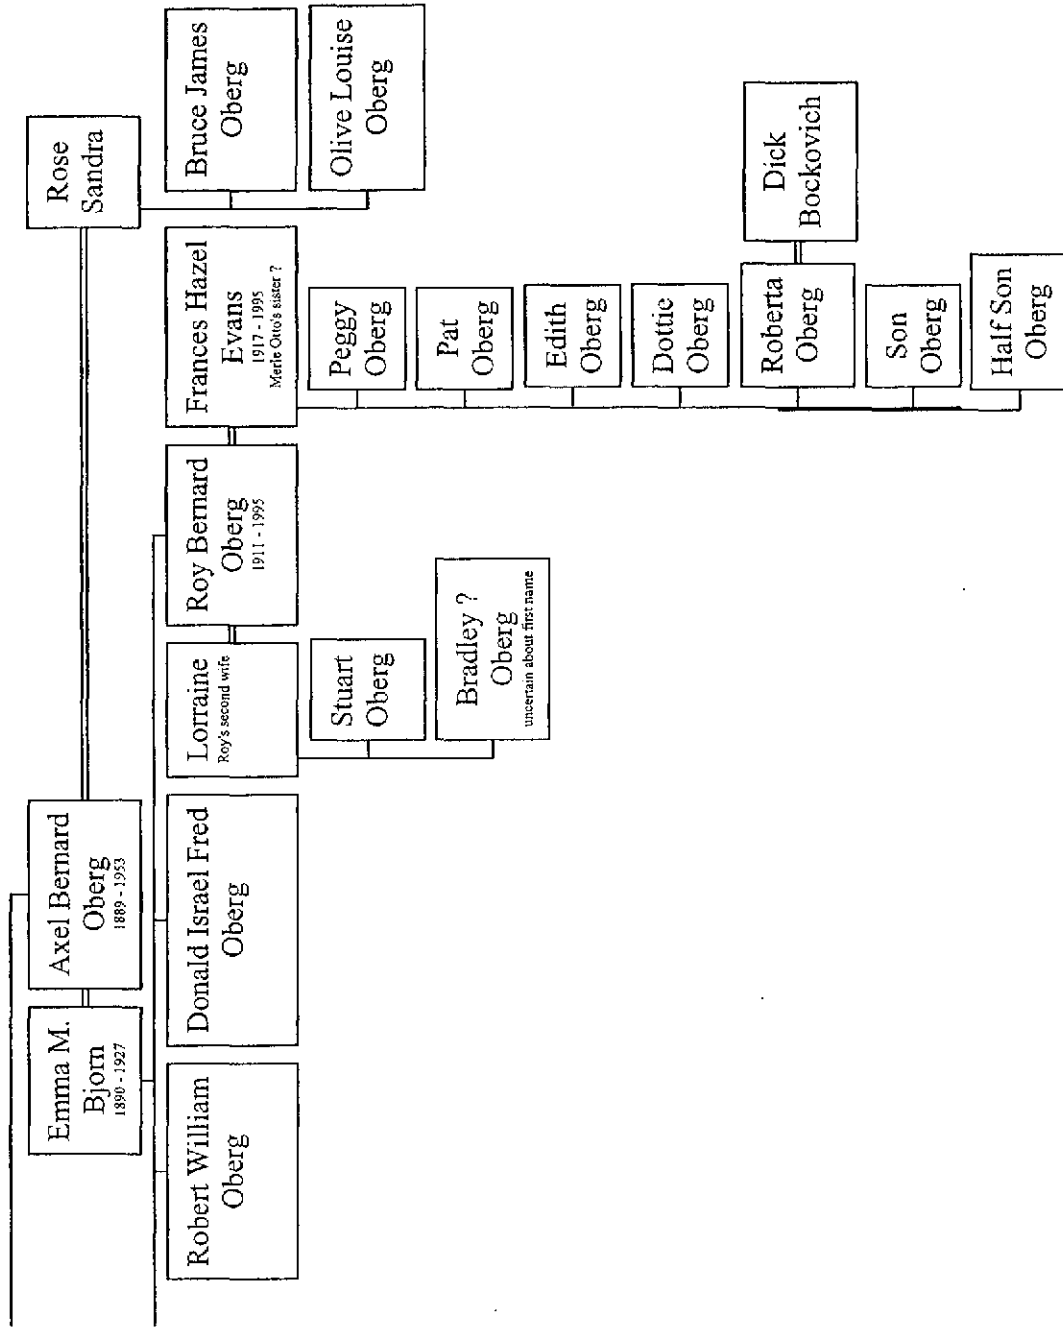 Emma M.
Bjorn
1890 - 1927
Axel Bernard
Oberg
1889 - 1953
Rose
Sandra
Robert William
Oberg
Donald Israel Fred
Oberg
Lorraine
Roy's second wife
Roy Bernard
Oberg
1911 - 1995
Frances Hazel
Evans
1917 - 1995
Merle Otto's sister ?
Bruce James
Oberg
Olive Louise
Oberg
Stuart
Oberg
Bradley ?
Oberg
uncertain about first name
Peggy
Oberg
Pat
Oberg
Edith
Oberg
Dottie
Oberg
Roberta
Oberg
Dick
Bockovich
Son
Oberg
Half Son
Oberg